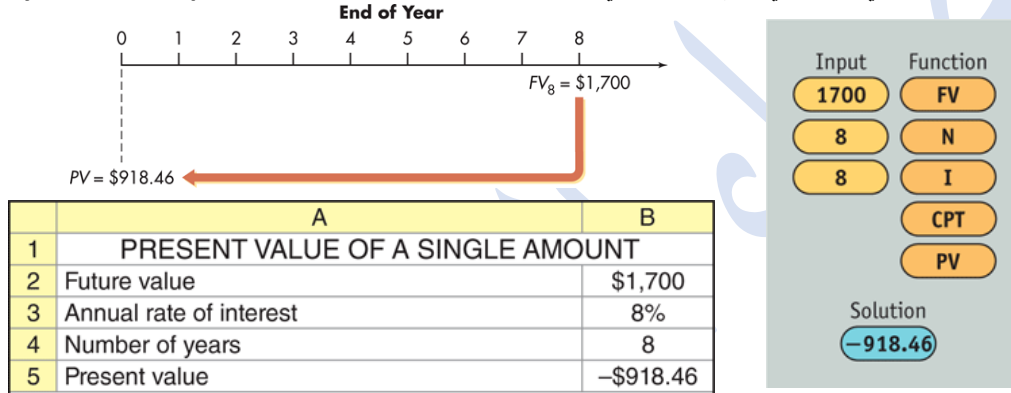 End of Year
0 1 2 3 4 5 6 7 8
FV8 = $1,700
PV = $918.46
A B
1 PRESENT VALUE OF A SINGLE AMOUNT
2 Future value $1,700
3 Annual rate of interest 8%
4 Number of years 8
5 Present value –$918.46
Input Function
1700 FV
8 N
8 I
CPT
PV
Solution
–918.46